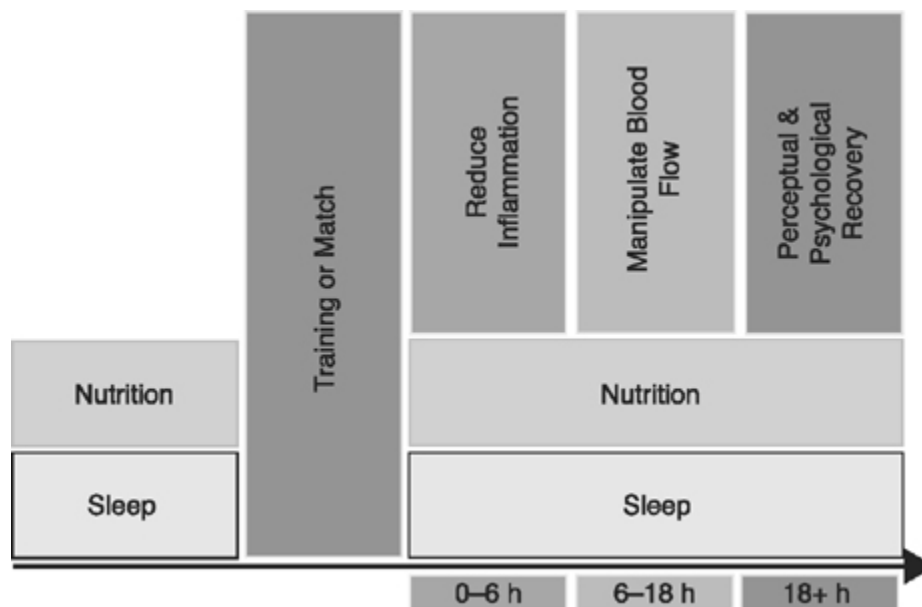 Training or Match
Reduce
Inflammation
Manipulate Blood
Flow
Perceptual &
Psychological
Recovery
Nutrition
Nutrition
Sleep
Sleep
0–6 h
6–18 h
18+ h